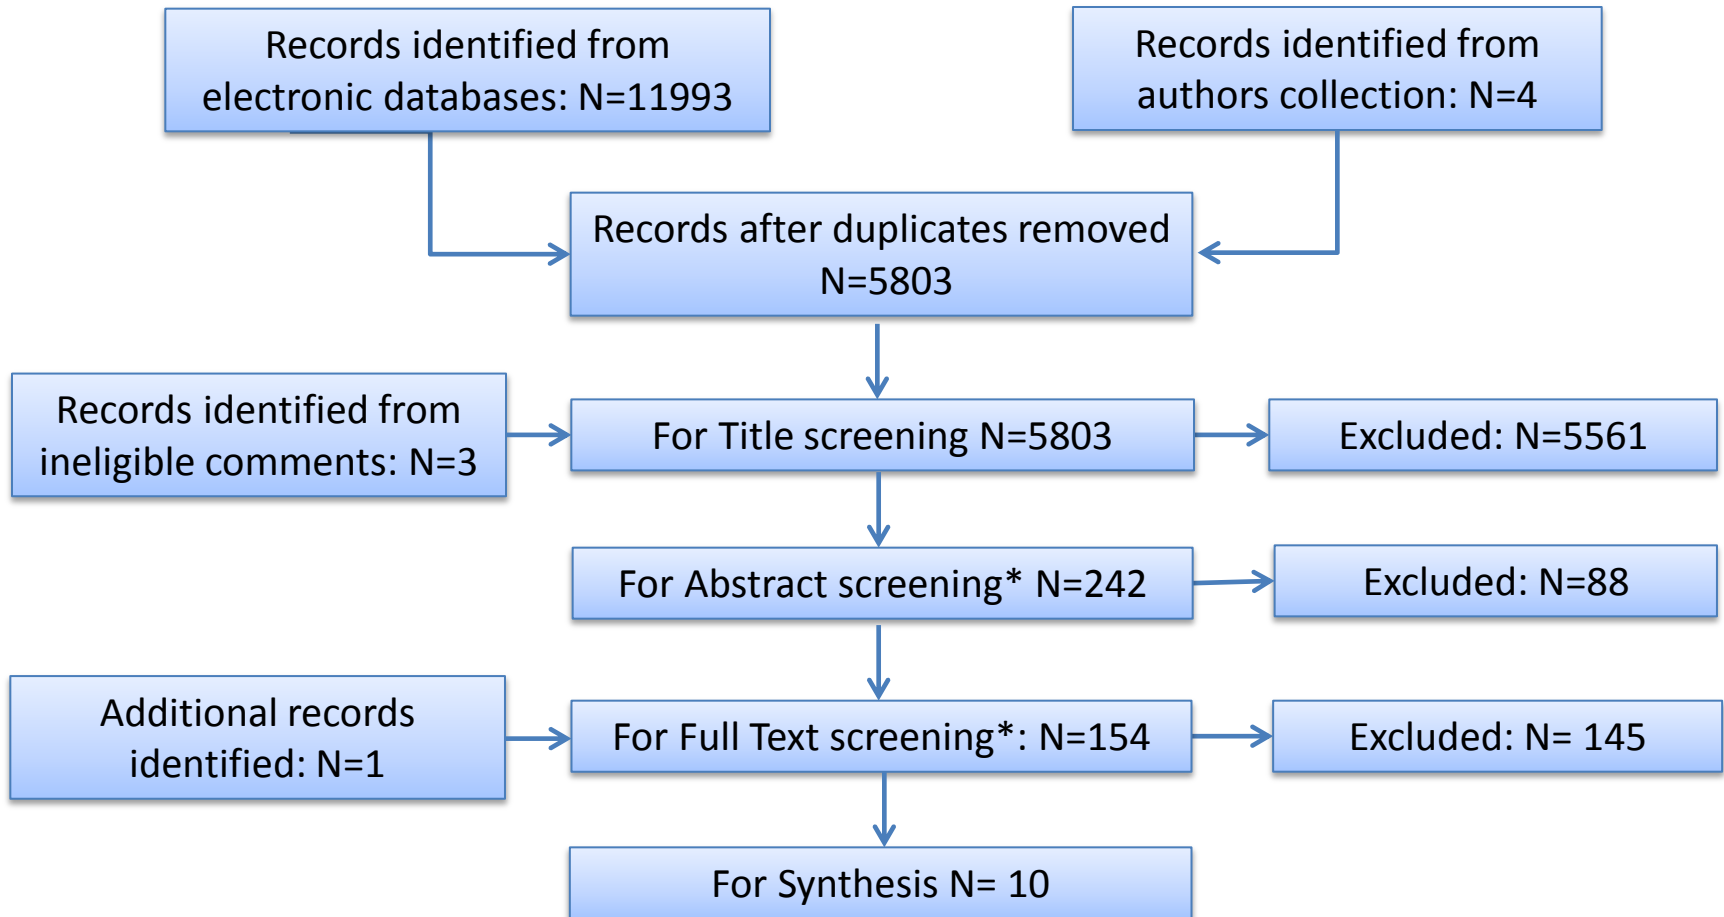 Records identified from
electronic databases: N=11993
Records identified from
authors collection: N=4
Records after duplicates removed
N=5803
Records identified from
ineligible comments: N=3
For Title screening N=5803
Excluded: N=5561
For Abstract screening* N=242
Excluded: N=88
Additional records
identified: N=1
For Full Text screening*: N=154
Excluded: N= 145
For Synthesis N= 10